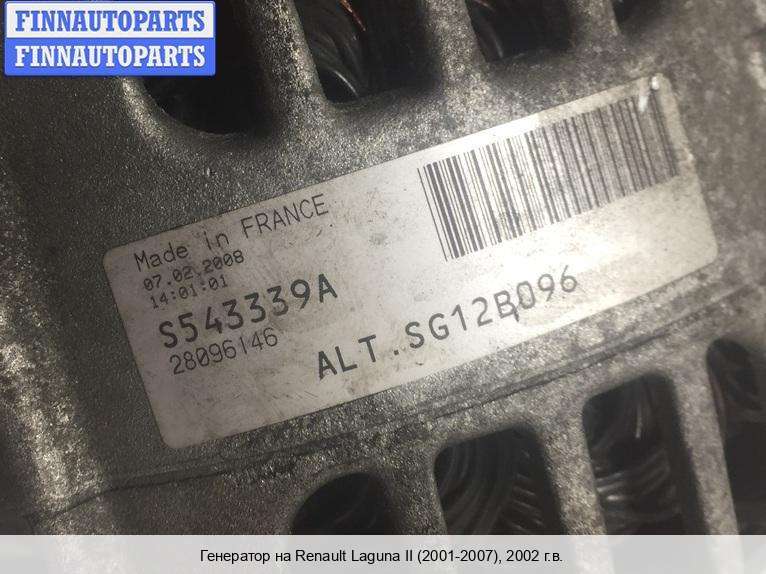 FINNAUTOPARTS
FINNAUTOPARTS
Made in FRANCE
07.02.2008
14:01:01
S543339A
28096146
ALT.SG12B096
Генератор на Renault Laguna II (2001-2007), 2002 г.в.